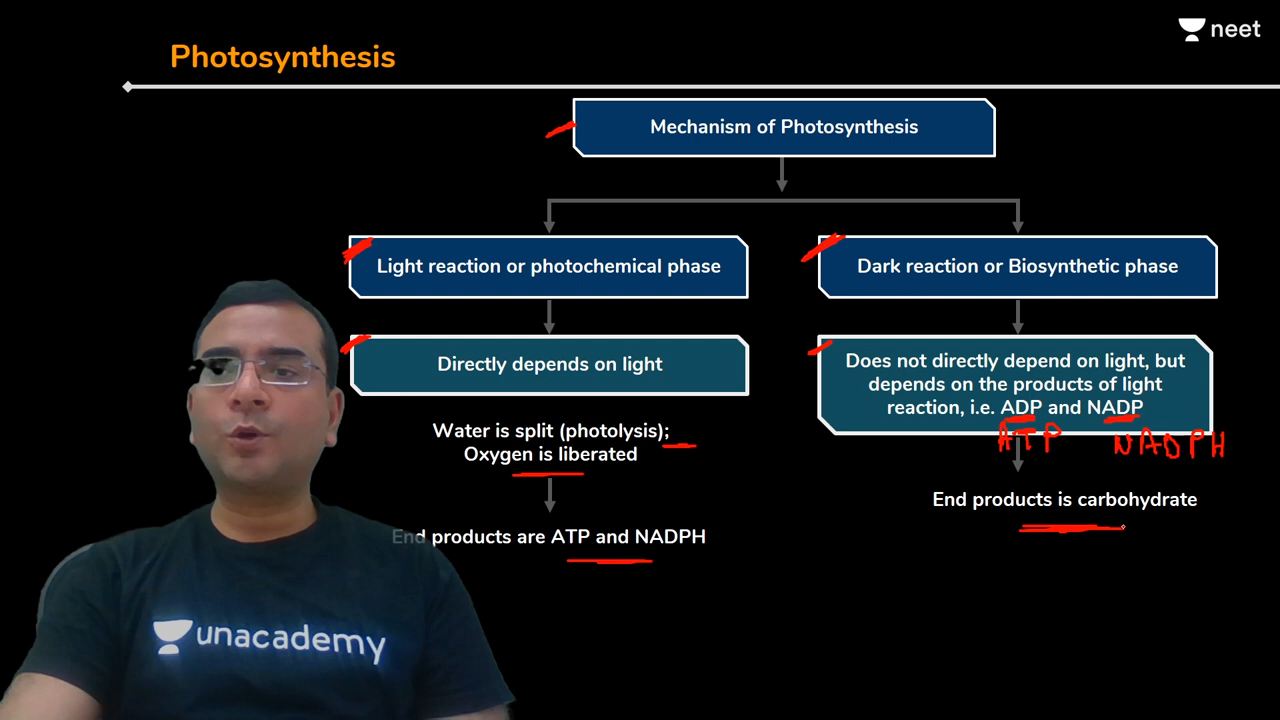 neet
Photosynthesis
Mechanism of Photosynthesis
Light reaction or photochemical phase
Dark reaction or Biosynthetic phase
Directly depends on light
Does not directly depend on light, but
depends on the products of light
reaction, i.e. ADP and NADP
ATP NADPH
Water is split (photolysis);
Oxygen is liberated
End products is carbohydrate
End products are ATP and NADPH
unacademy